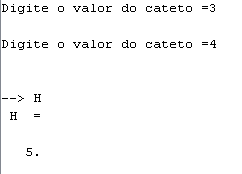 Digite o valor do cateto =3
Digite o valor do cateto =4
--> H
H =
5.